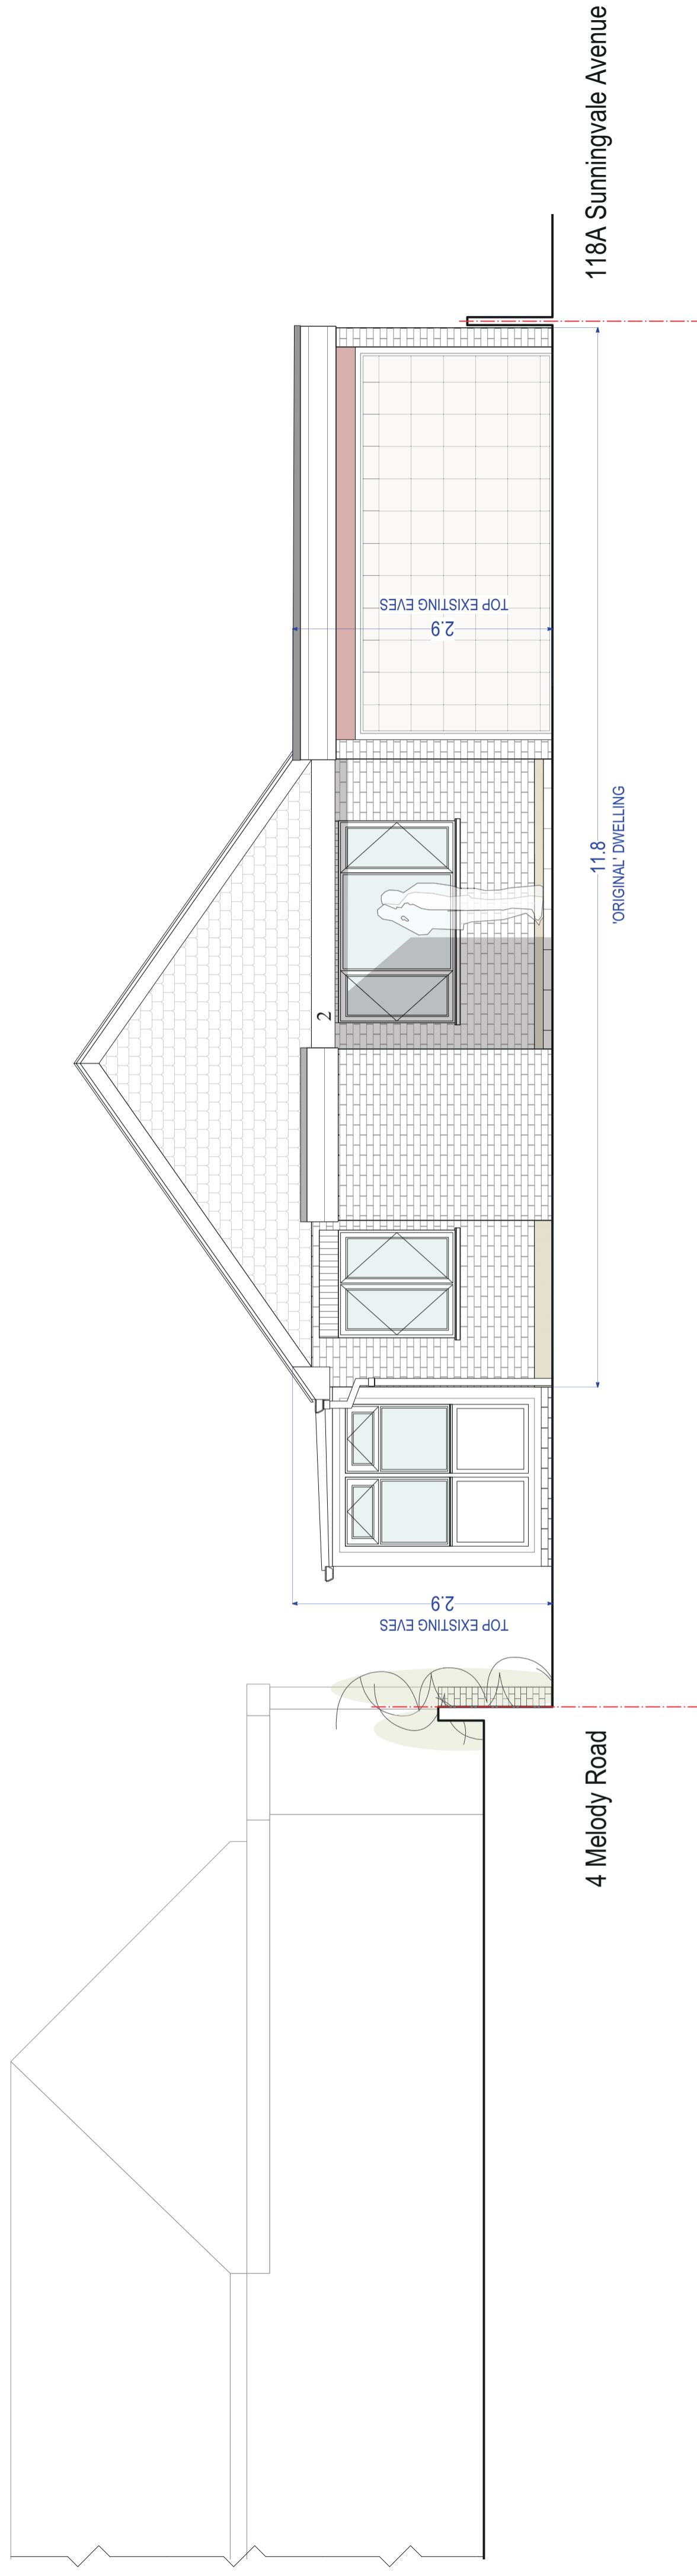 4 Melody Road
TOP EXISTING EVES
2.9
2
11.8
'ORIGINAL' DWELLING
TOP EXISTING EVES
2.9
118A Sunningvale Avenue